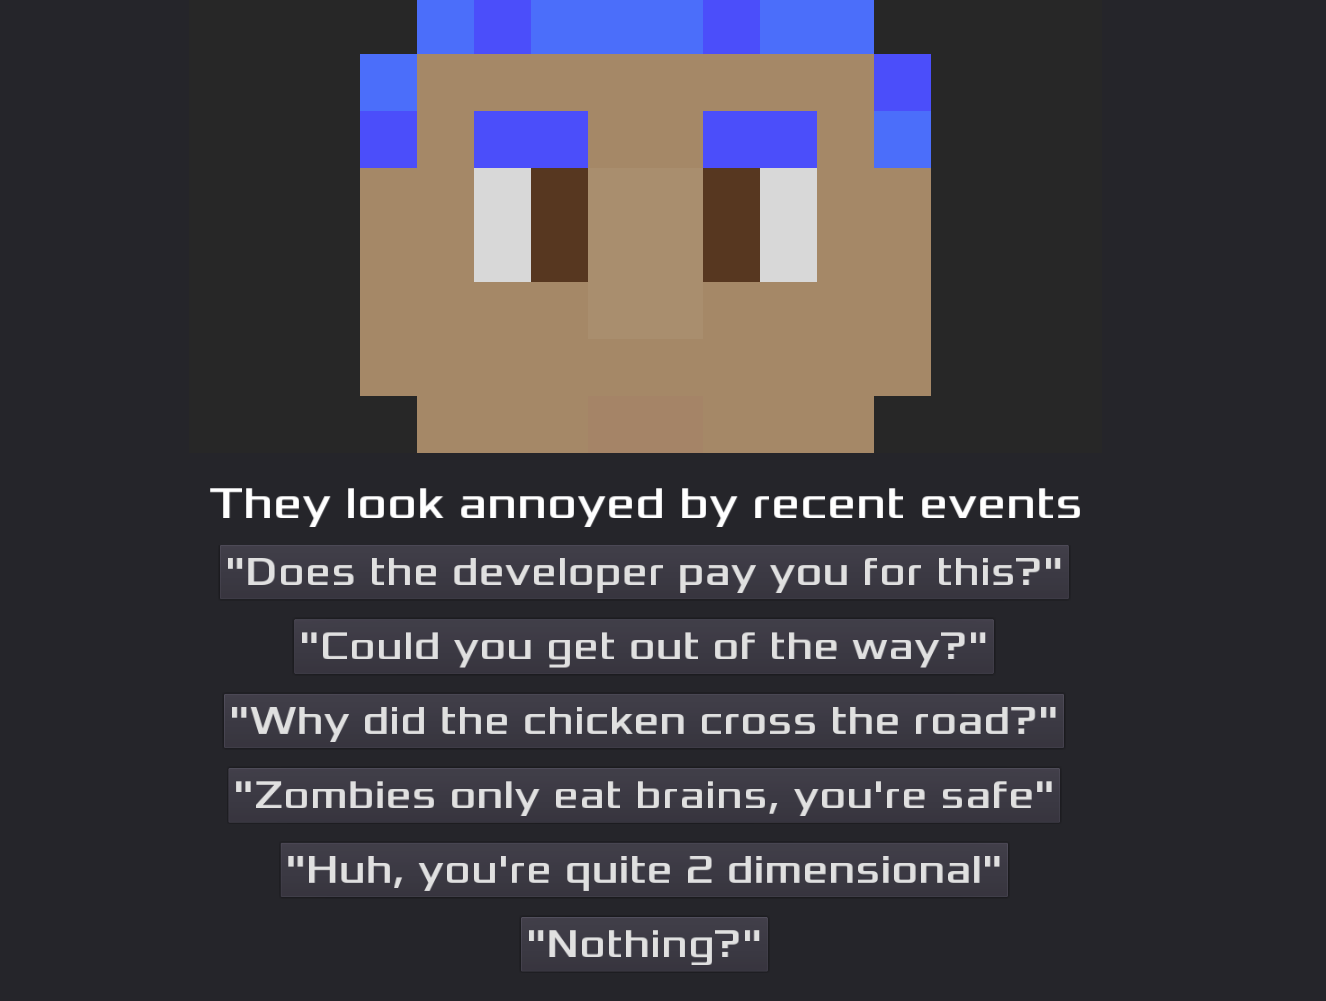 They look annoyed by recent events
"Does the developer pay you for this?"
"Could you get out of the way?"
"Why did the chicken cross the road?"
"Zombies only eat brains, you're safe"
"Huh, you're quite 2 dimensional"
"Nothing?"